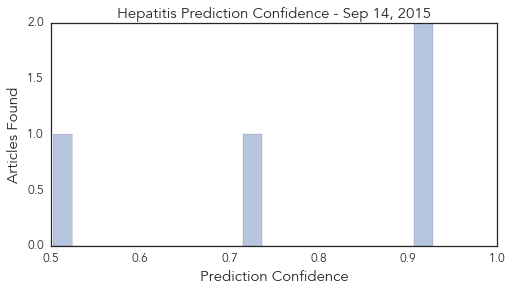 Hepatitis Prediction Confidence - Sep 14, 2015
2.0
1.5
1.0
0.5
0.0
Articles Found
0.5 0.6 0.7 0.8 0.9 1.0
Prediction Confidence